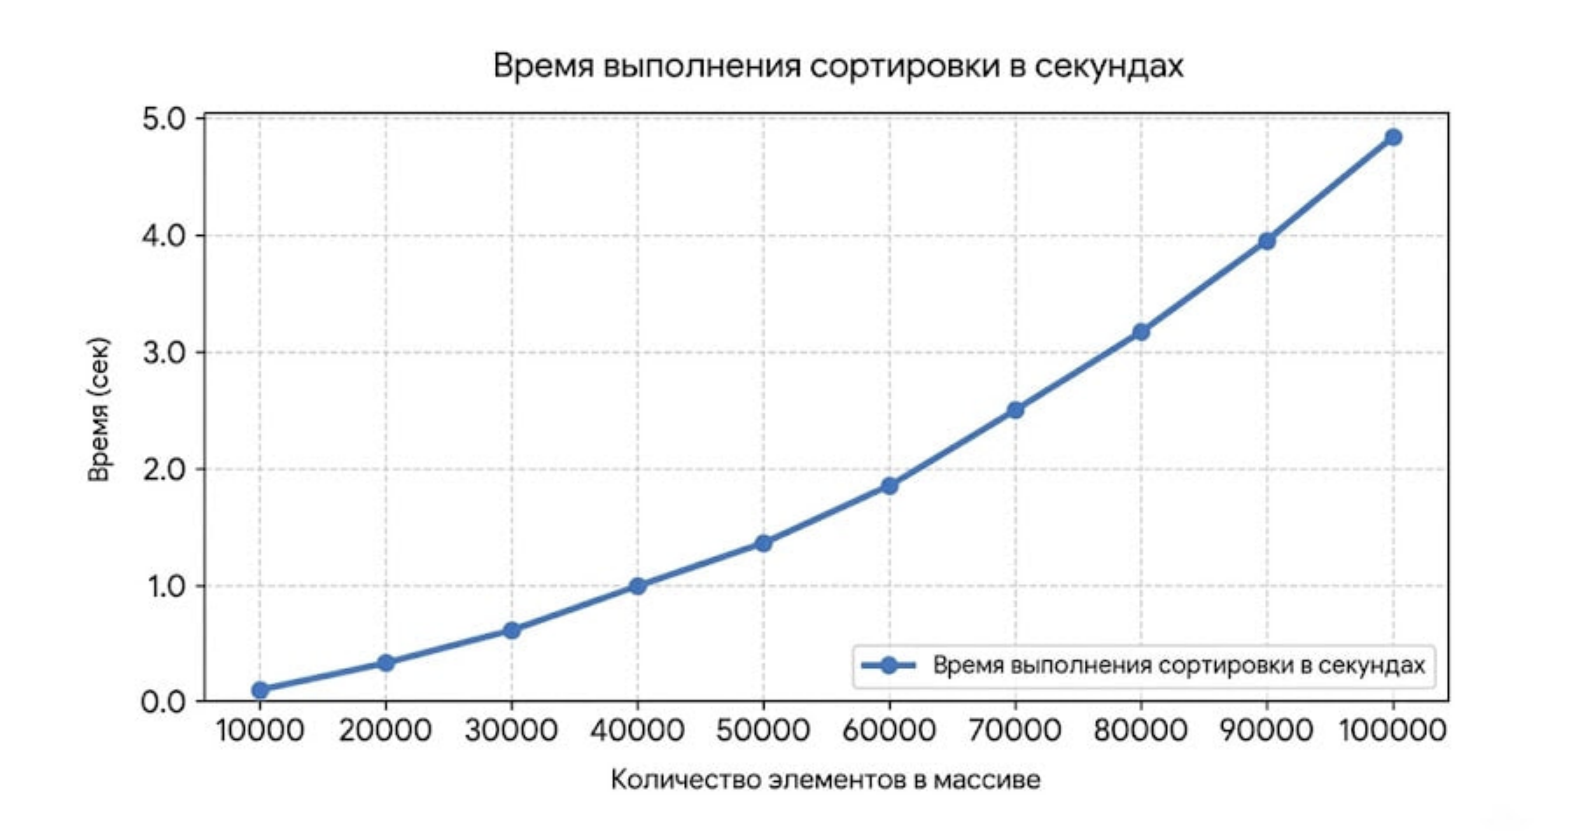 Время выполнения сортировки в секундах
5.0
4.0
3.0
2.0
1.0
0.0
Время (сек)
Время выполнения сортировки в секундах
10000 20000 30000 40000 50000 60000 70000 80000 90000 100000
Количество элементов в массиве